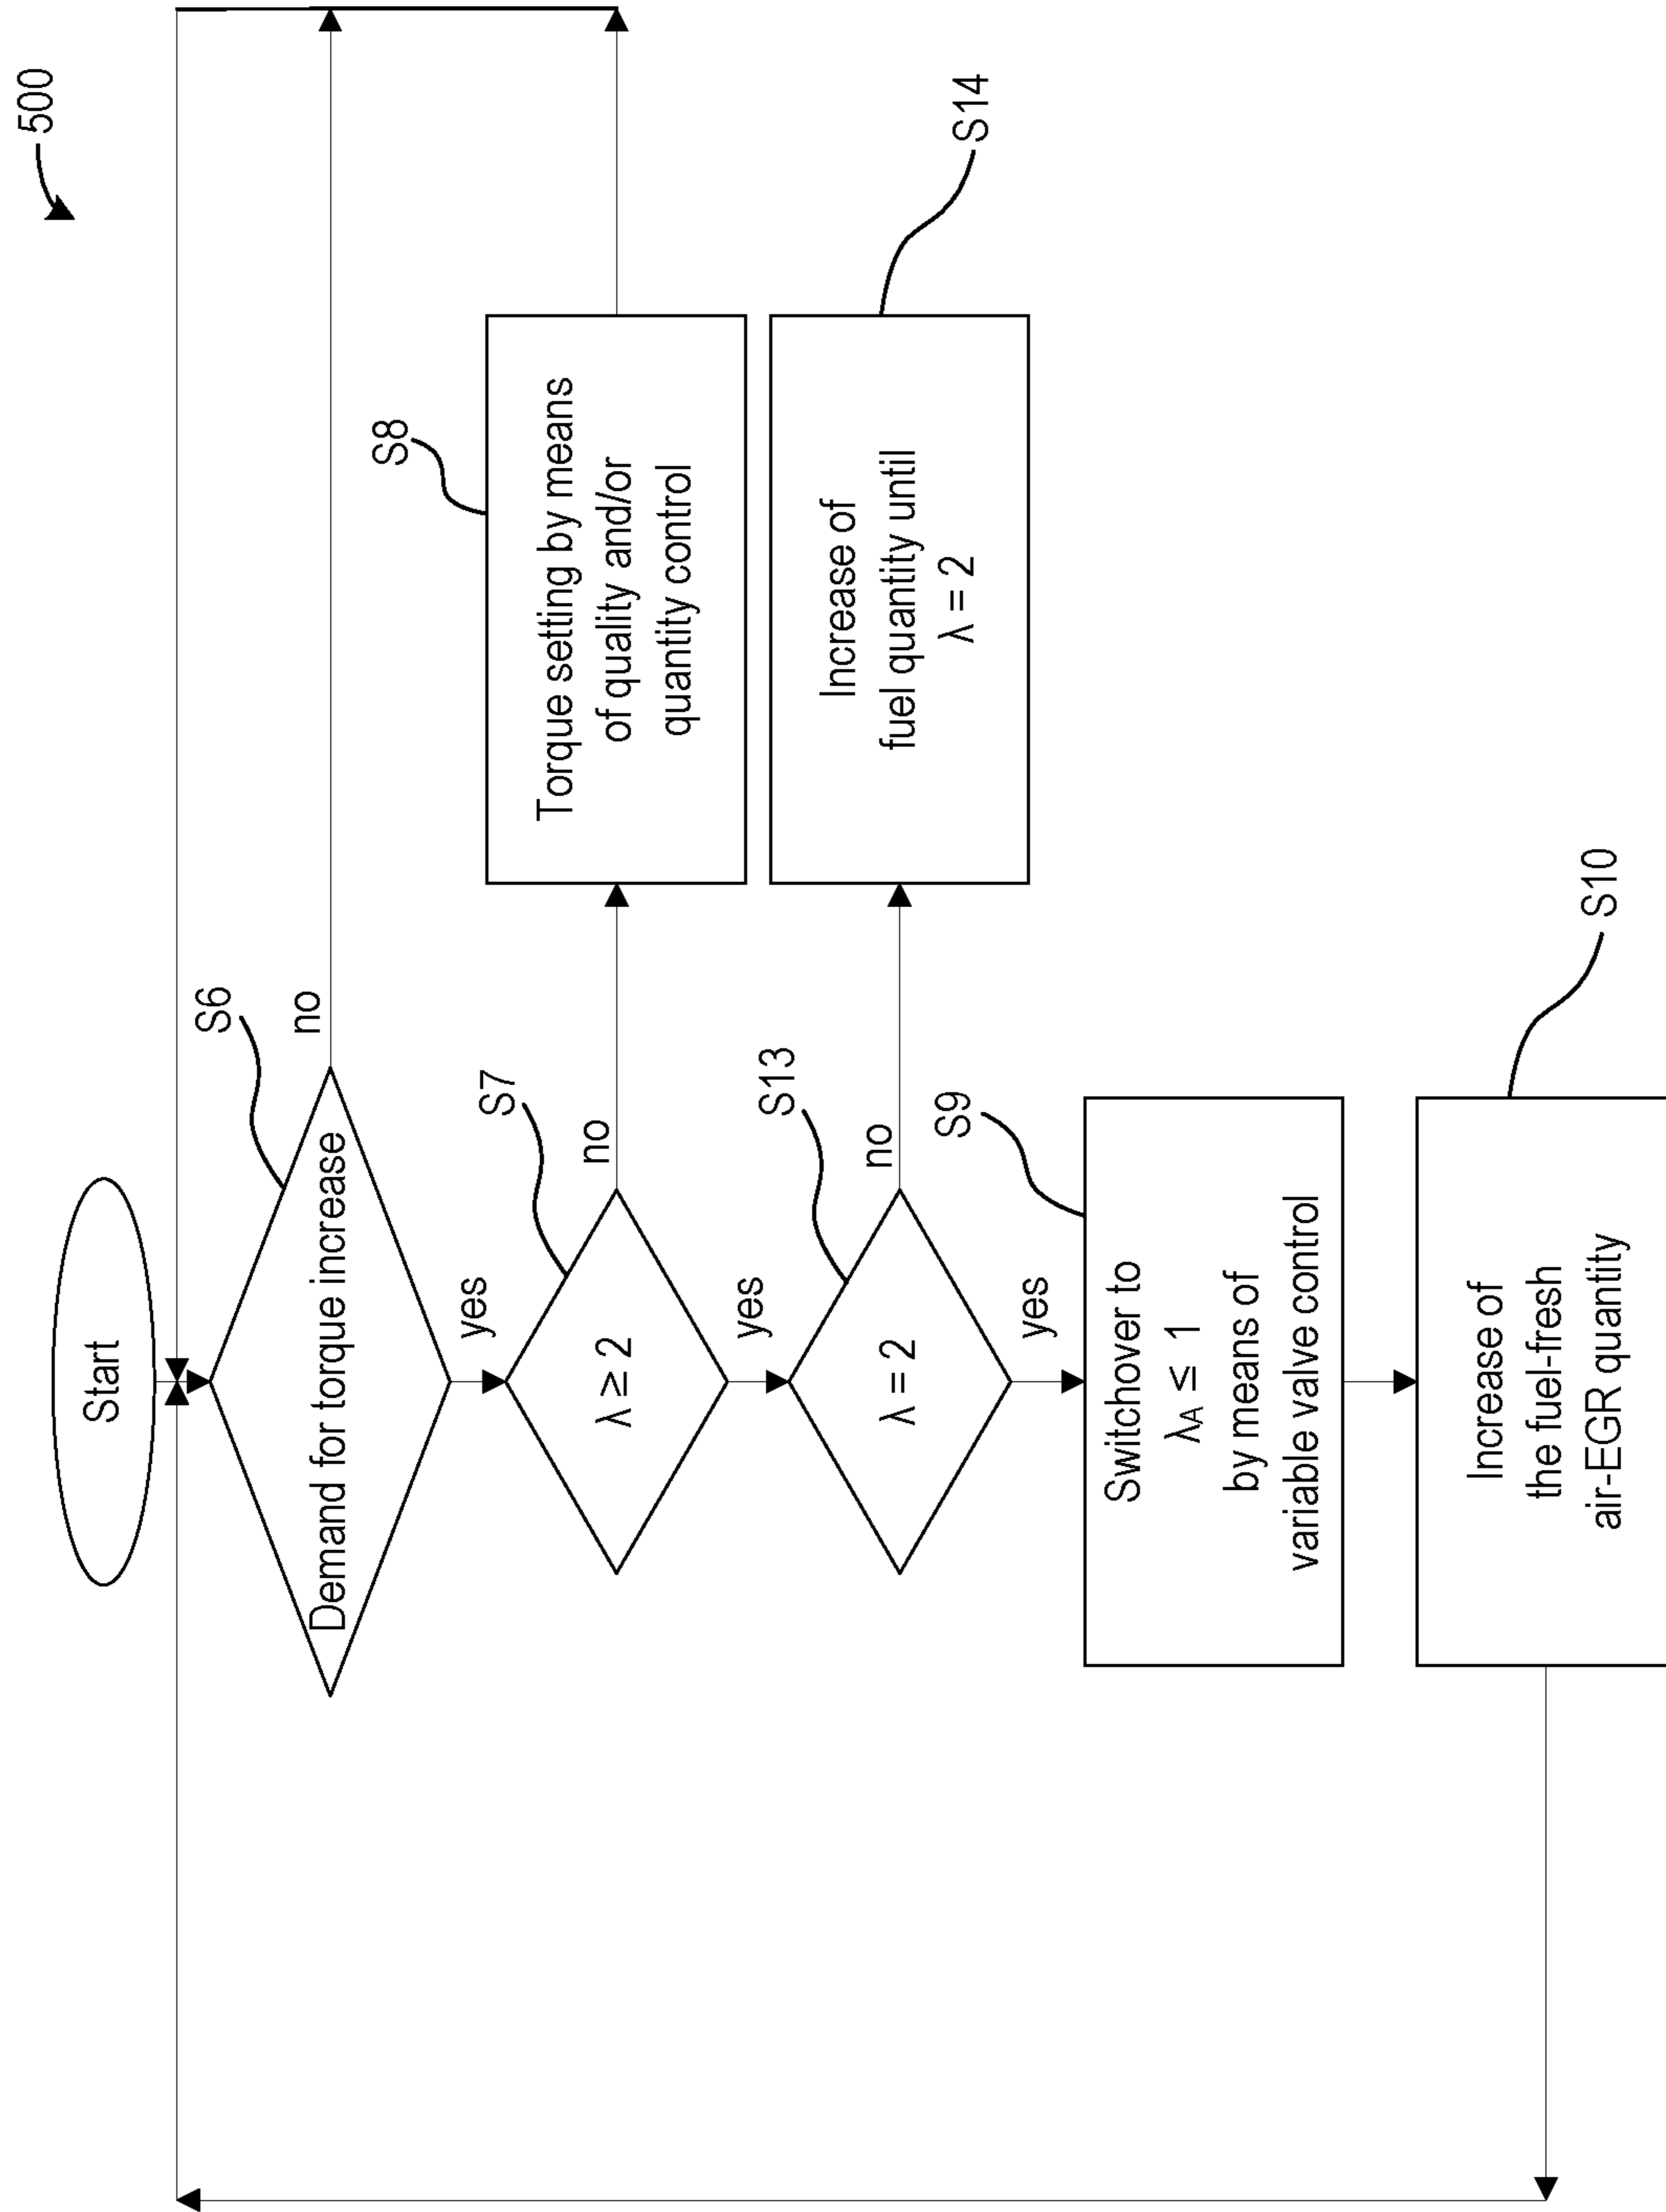 500
Start
S6
Demand for torque increase
no
yes
S7
λ ≥ 2
no
S8
Torque setting by means
of quality and/or
quantity control
yes
S13
λ = 2
no
S14
Increase of
fuel quantity until
λ = 2
yes
S9
Switchover to
λA ≤ 1
by means of
variable valve control
S10
Increase of
the fuel-fresh
air-EGR quantity